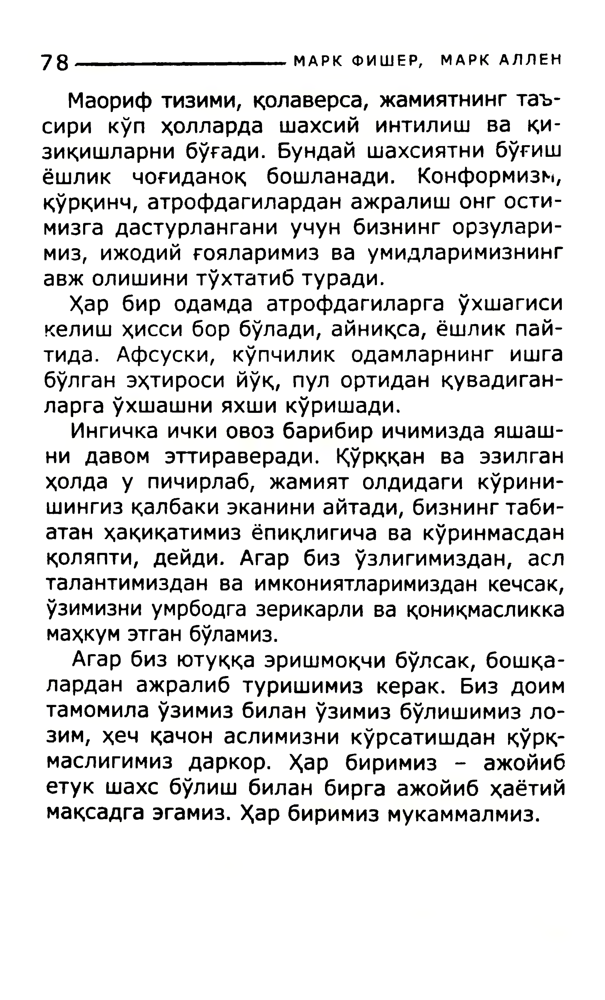 78 МАРК ФИШЕР, МАРК АЛЛЕН
Маориф тизими, қолаверса, жамиятнинг таъ-
сири кўп ҳолларда шахсий интилиш ва қи-
зиқишларни бўғади. Бундай шахсиятни бўғиш
ёшлик чоғиданоқ бошланади. Конформизм,
қўрқинч, атрофдагилардан ажралиш онг ости-
мизга дастурлангани учун бизнинг орзулари-
миз, ижодий ғояларимиз ва умидларимизнинг
авж олишини тўхтатиб туради.
Ҳар бир одамда атрофдагиларга ўхшагиси
келиш ҳисси бор бўлади, айниқса, ёшлик пай-
тида. Афсуски, кўпчилик одамларнинг ишга
бўлган эҳтироси йўқ, пул ортидан қувадиган-
ларга ўхшашни яхши кўришади.
Ингичка ички овоз барибир ичимизда яшаш-
ни давом эттираверади. Қўрққан ва эзилган
ҳолда у пичирлаб, жамият олдидаги кўрини-
шингиз қалбаки эканини айтади, бизнинг таби-
атан ҳақиқатимиз ёпиқлигича ва кўринмасдан
қоляпти, дейди. Агар биз ўзлигимиздан, асл
талантимиздан ва имкониятларимиздан кечсак,
ўзимизни умрбодга зерикарли ва қониқмасликка
маҳкум этган бўламиз.
Агар биз ютуққа эришмоқчи бўлсак, бошқа-
лардан ажралиб туришимиз керак. Биз доим
тамомила ўзимиз билан ўзимиз бўлишимиз ло-
зим, ҳеч қачон аслимизни кўрсатишдан қўрқ-
маслигимиз даркор. Ҳар биримиз – ажойиб
етук шахс бўлиш билан бирга ажойиб ҳаётий
мақсадга эгамиз. Ҳар биримиз мукаммалмиз.